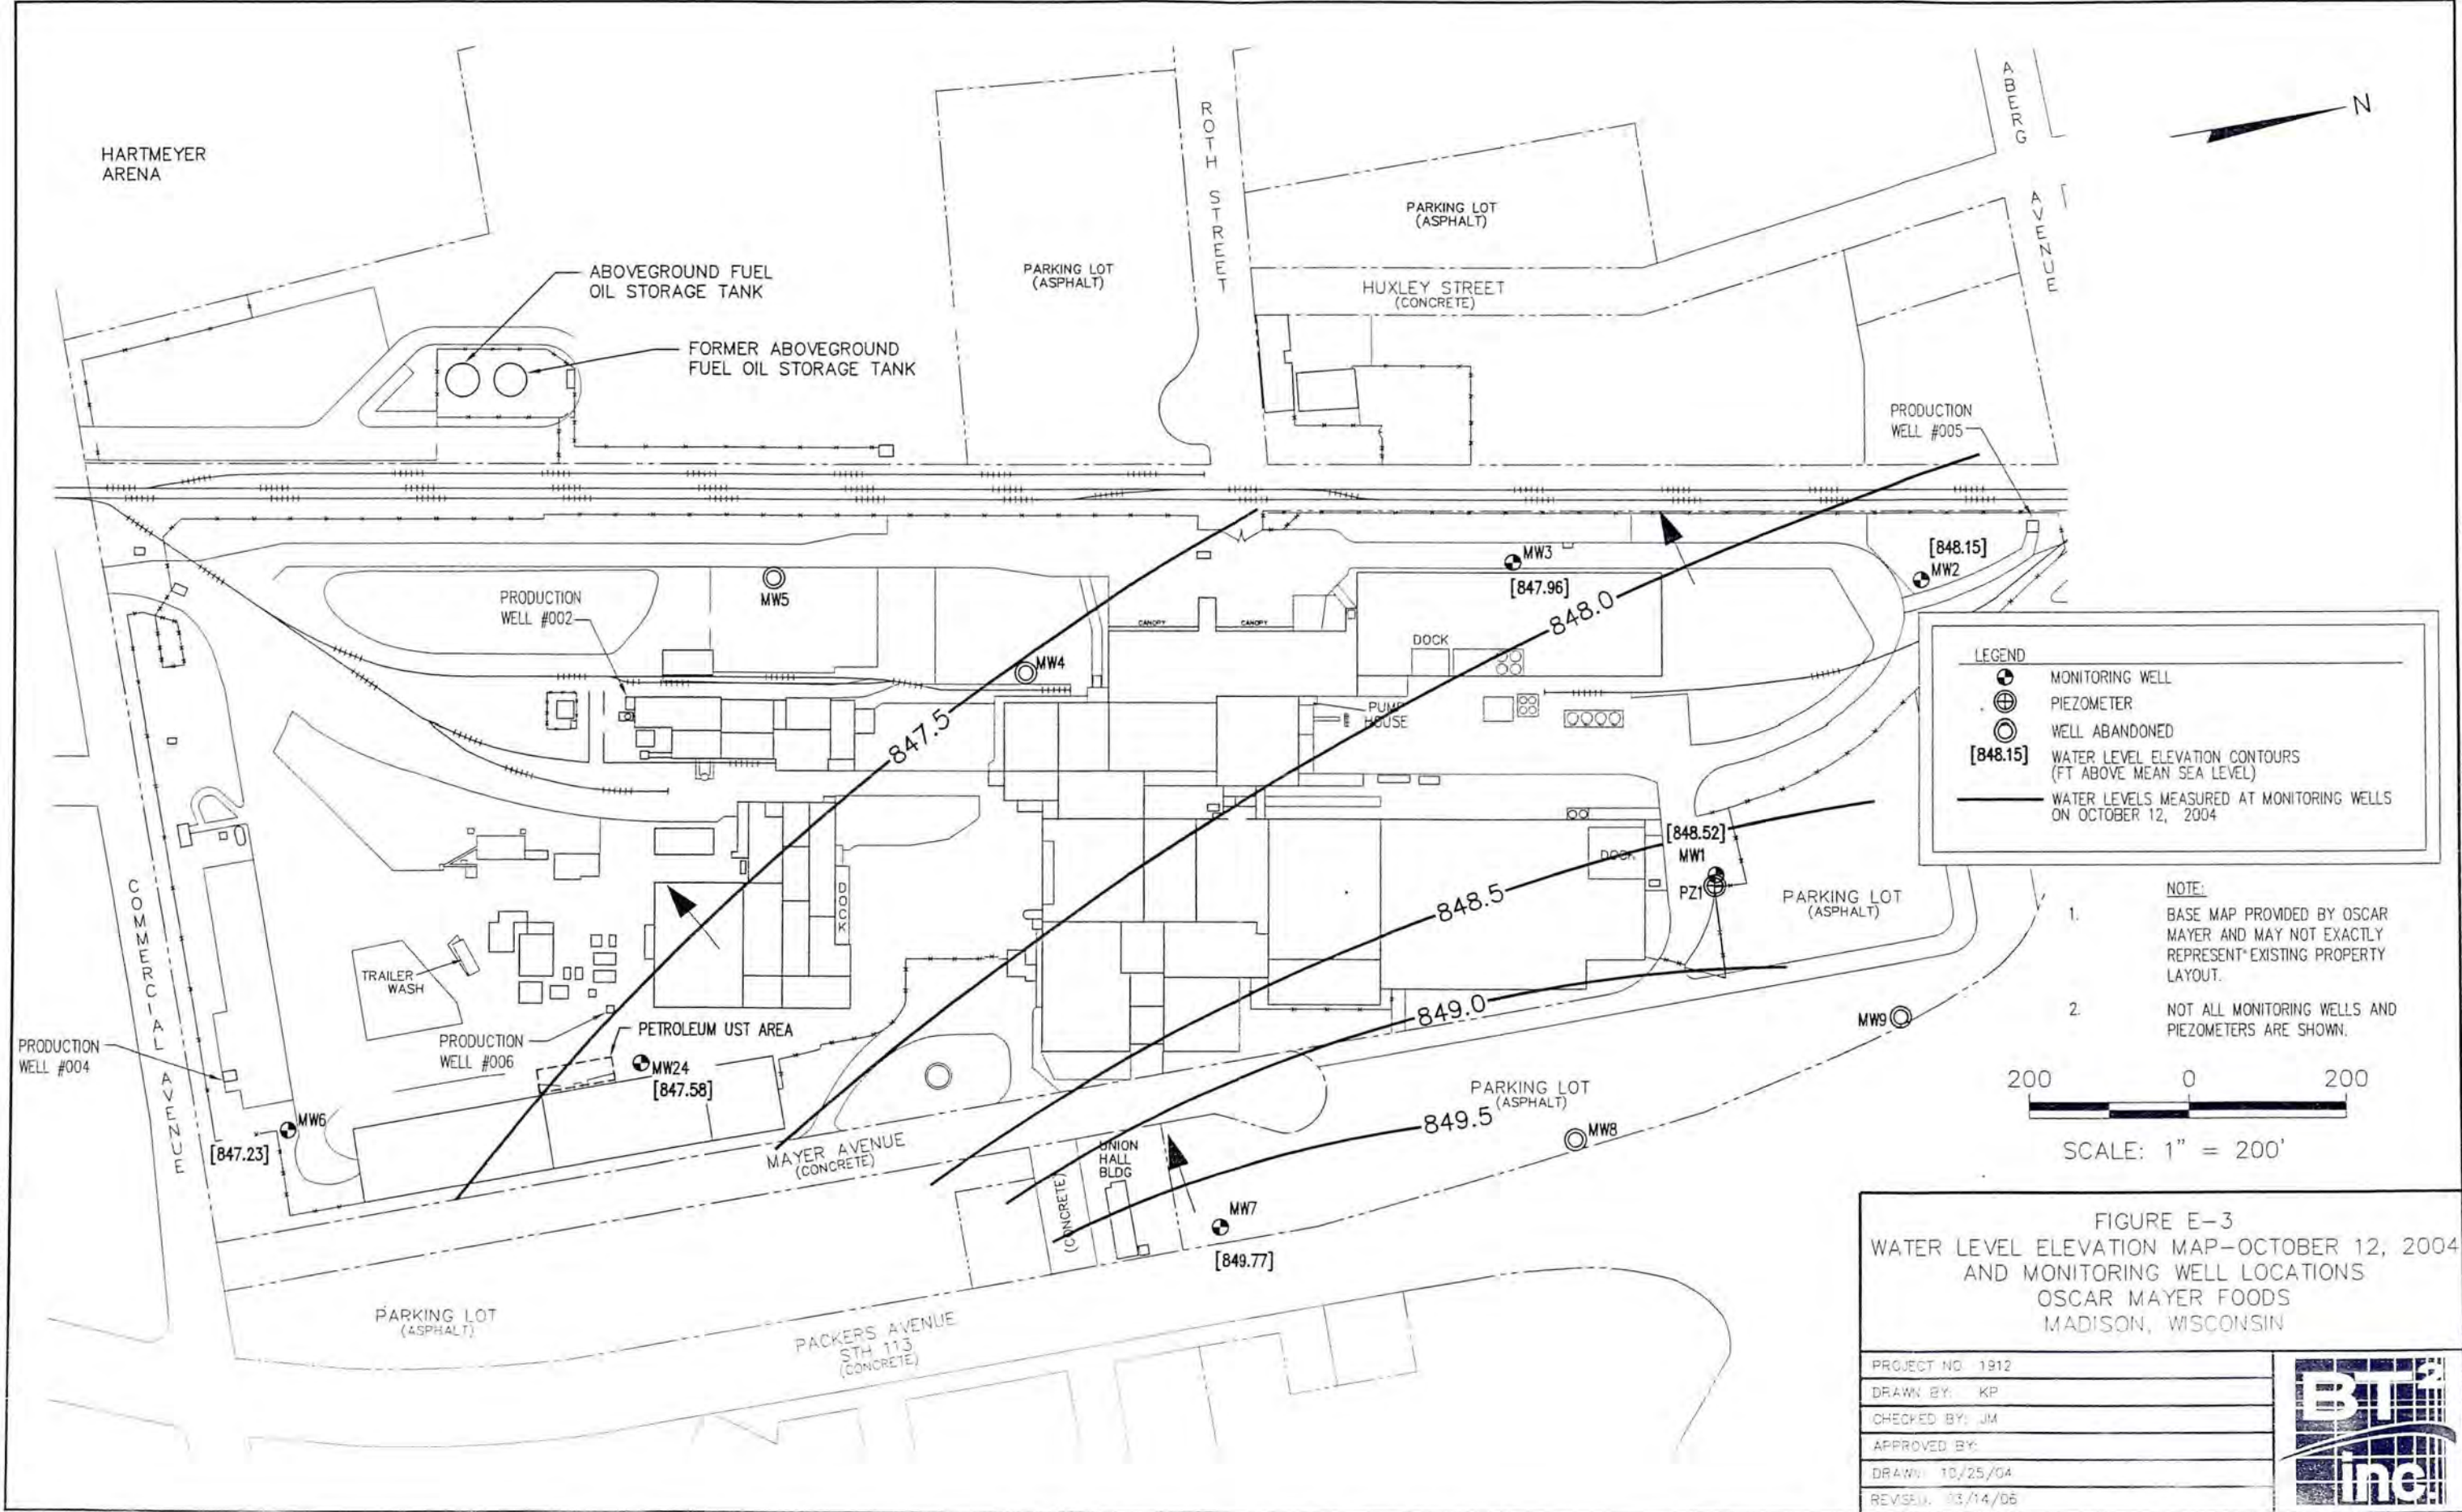 HARTMEYER
ARENA
ABOVEGROUND FUEL
OIL STORAGE TANK
FORMER ABOVEGROUND
FUEL OIL STORAGE TANK
PARKING LOT
(ASPHALT)
ROTH STREET
PARKING LOT
(ASPHALT)
HUXLEY STREET
(CONCRETE)
ABERG AVENUE
N
PRODUCTION
WELL #005
PRODUCTION
WELL #002
MW5
MW4
CANOPY
CANOPY
MW3
[847.96]
[848.15]
MW2
848.0
847.5
DOCK
PUMP
HOUSE
LEGEND
MONITORING WELL
PIEZOMETER
WELL ABANDONED
[848.15] WATER LEVEL ELEVATION CONTOURS
(FT ABOVE MEAN SEA LEVEL)
WATER LEVELS MEASURED AT MONITORING WELLS
ON OCTOBER 12, 2004
[848.52]
MW1
PZ1
DOCK
848.5
849.0
849.5
DOCK
PARKING LOT
(ASPHALT)
NOTE:
1. BASE MAP PROVIDED BY OSCAR
MAYER AND MAY NOT EXACTLY
REPRESENT EXISTING PROPERTY
LAYOUT.
2. NOT ALL MONITORING WELLS AND
PIEZOMETERS ARE SHOWN.
COMMERCIAL AVENUE
TRAILER
WASH
PRODUCTION
WELL #004
PRODUCTION
WELL #006
PETROLEUM UST AREA
MW24
[847.58]
MW6
[847.23]
MAYER AVENUE
(CONCRETE)
(CONCRETE)
UNION
HALL
BLDG
MW7
[849.77]
PARKING LOT
(ASPHALT)
MW8
MW9
200 0 200
SCALE: 1" = 200'
PARKING LOT
(ASPHALT)
PACKERS AVENUE
STH 113
(CONCRETE)
FIGURE E-3
WATER LEVEL ELEVATION MAP-OCTOBER 12, 2004
AND MONITORING WELL LOCATIONS
OSCAR MAYER FOODS
MADISON, WISCONSIN
PROJECT NO. 1912
DRAWN BY: KP
CHECKED BY: JM
APPROVED BY:
DRAWN: 10/25/04
REVISED: 03/14/06
BT²
inc